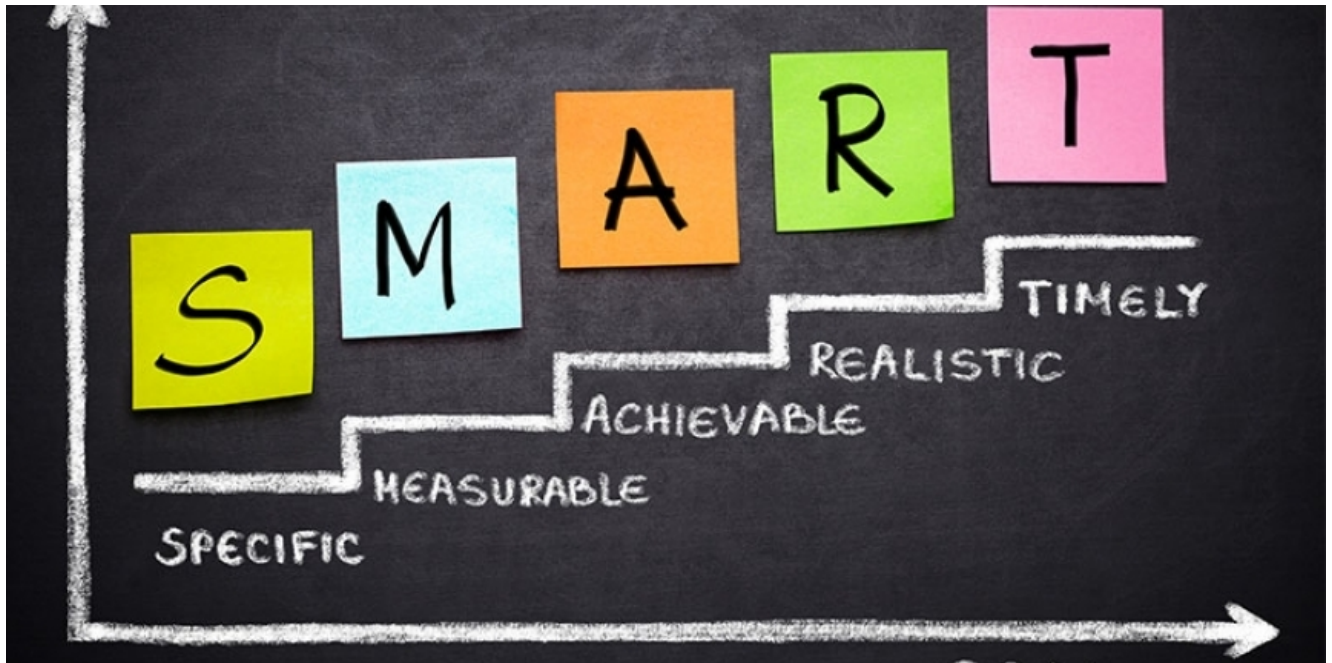 S M A R T
SPECIFIC
MEASURABLE
ACHIEVABLE
REALISTIC
TIMELY